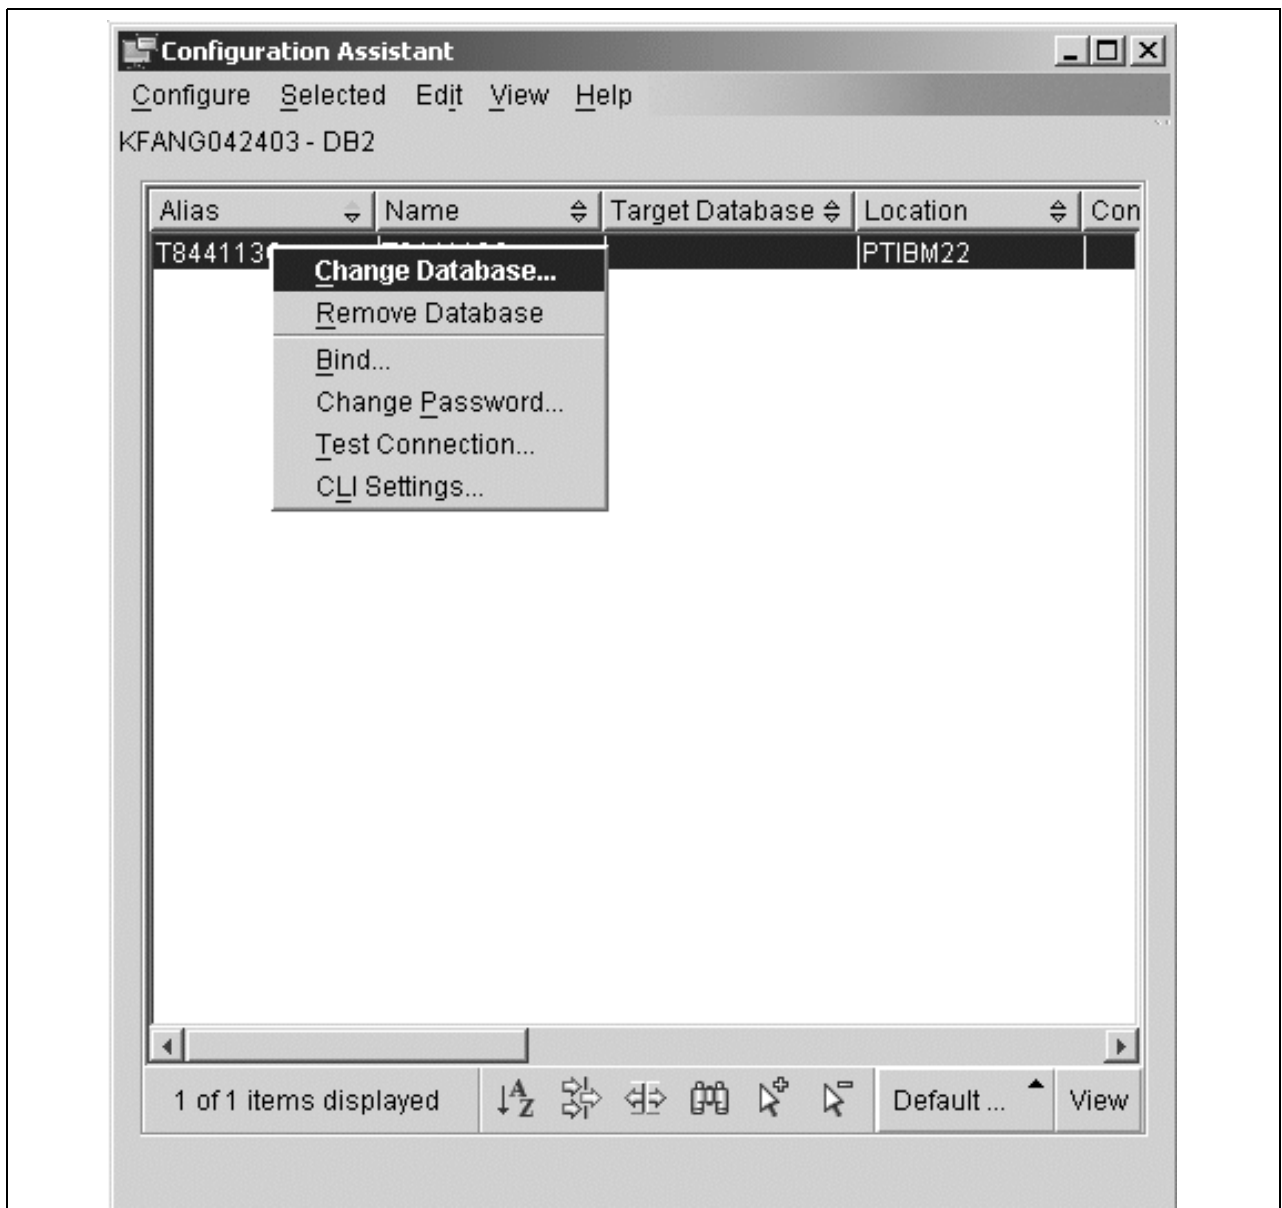 Configuration Assistant
Configure Selected Edit View Help
KFANG042403 - DB2
Alias Name Target Database Location Con
PTIBM22
Change Database...
Remove Database
Bind...
Change Password...
Test Connection...
CLI Settings...
1 of 1 items displayed Default ... View